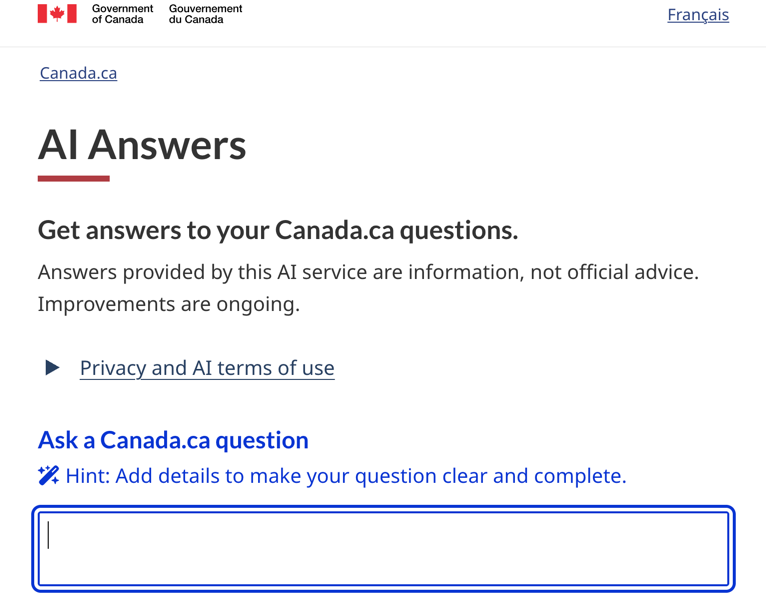 Government of Canada
Gouvernement du Canada
Français
Canada.ca
AI Answers
Get answers to your Canada.ca questions.
Answers provided by this AI service are information, not official advice.
Improvements are ongoing.
Privacy and AI terms of use
Ask a Canada.ca question
Hint: Add details to make your question clear and complete.